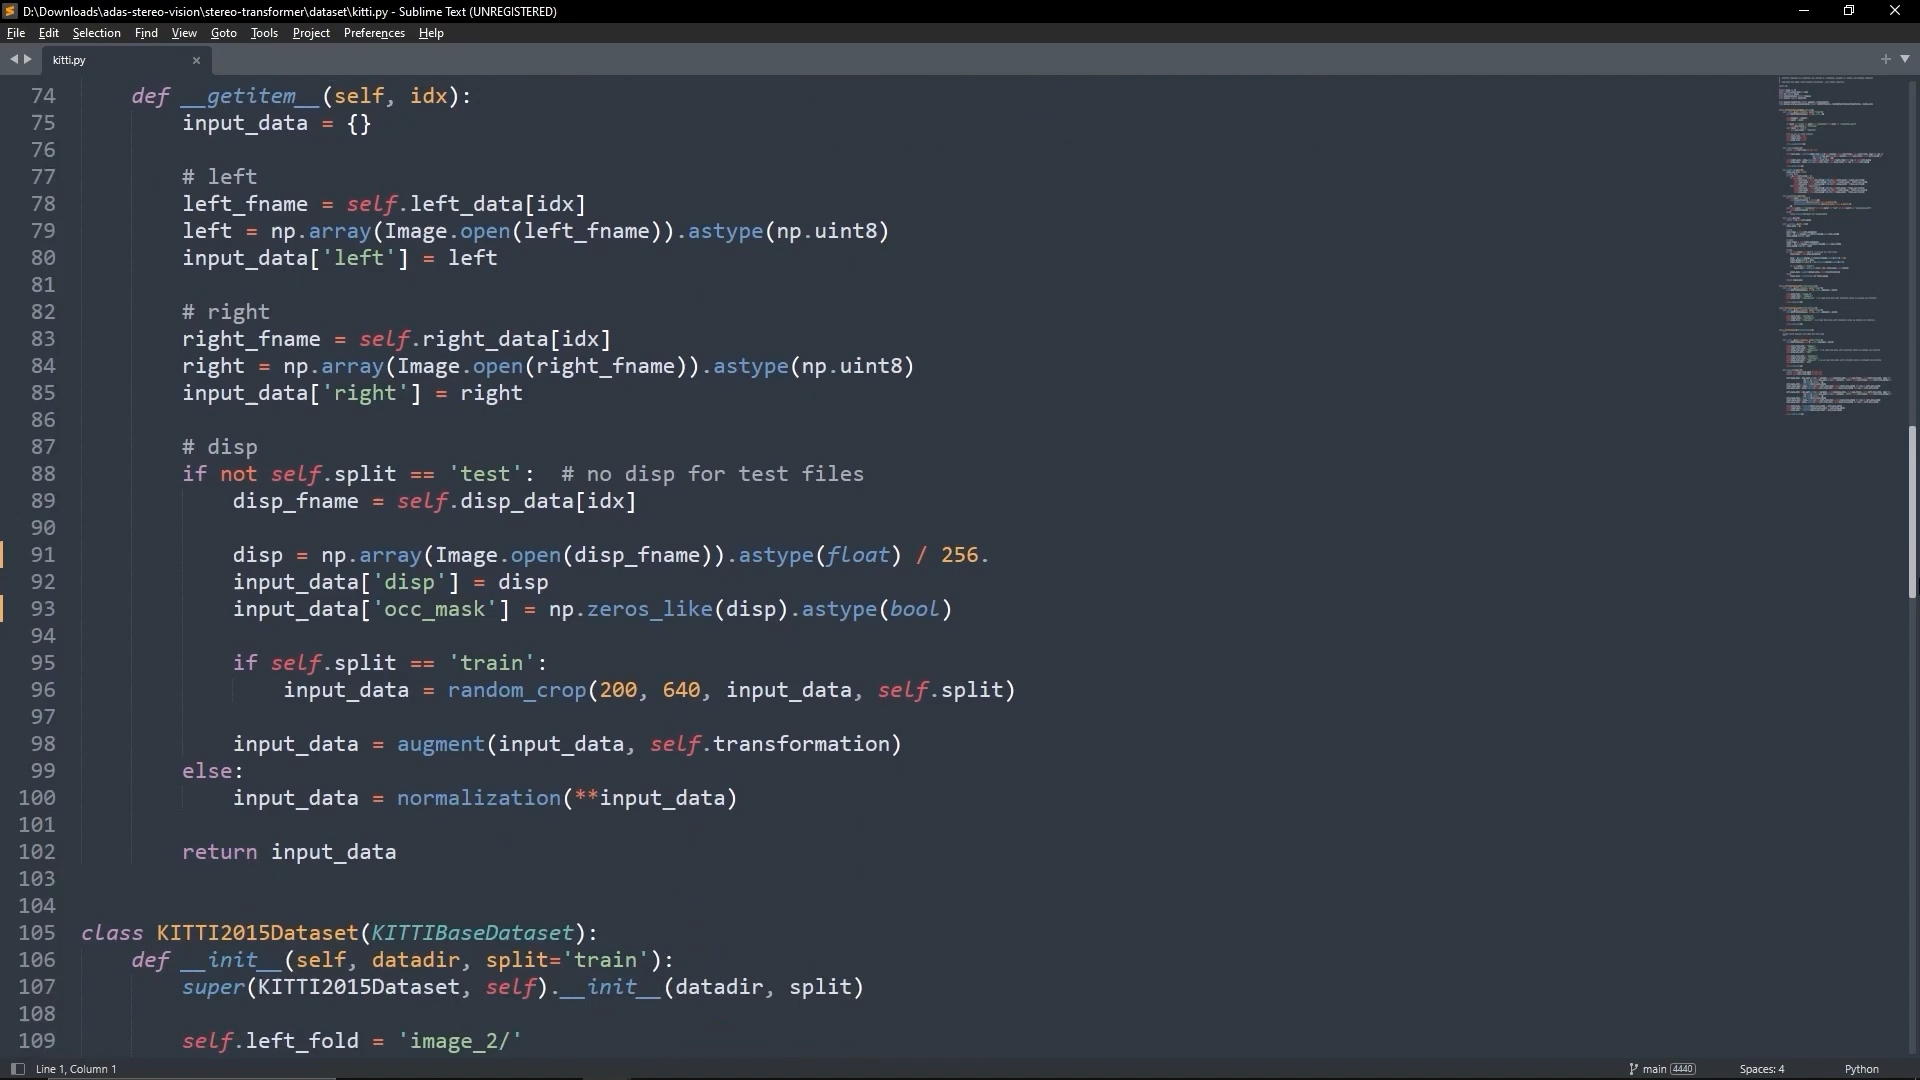 D:\Downloads\adas-stereo-vision\stereo-transformer\dataset\kitti.py - Sublime Text (UNREGISTERED)
File Edit Selection Find View Goto Tools Project Preferences Help
kitti.py
74 def __getitem__(self, idx):
75 input_data = {}
76
77 # left
78 left_fname = self.left_data[idx]
79 left = np.array(Image.open(left_fname)).astype(np.uint8)
80 input_data['left'] = left
81
82 # right
83 right_fname = self.right_data[idx]
84 right = np.array(Image.open(right_fname)).astype(np.uint8)
85 input_data['right'] = right
86
87 # disp
88 if not self.split == 'test':  # no disp for test files
89 disp_fname = self.disp_data[idx]
90
91 disp = np.array(Image.open(disp_fname)).astype(float) / 256.
92 input_data['disp'] = disp
93 input_data['occ_mask'] = np.zeros_like(disp).astype(bool)
94
95 if self.split == 'train':
96 input_data = random_crop(200, 640, input_data, self.split)
97
98 input_data = augment(input_data, self.transformation)
99 else:
100 input_data = normalization(**input_data)
101
102 return input_data
103
104
105 class KITTI2015Dataset(KITTIBaseDataset):
106 def __init__(self, datadir, split='train'):
107 super(KITTI2015Dataset, self).__init__(datadir, split)
108
109 self.left_fold = 'image_2/'
Line 1, Column 1 main 4440 Spaces: 4 Python